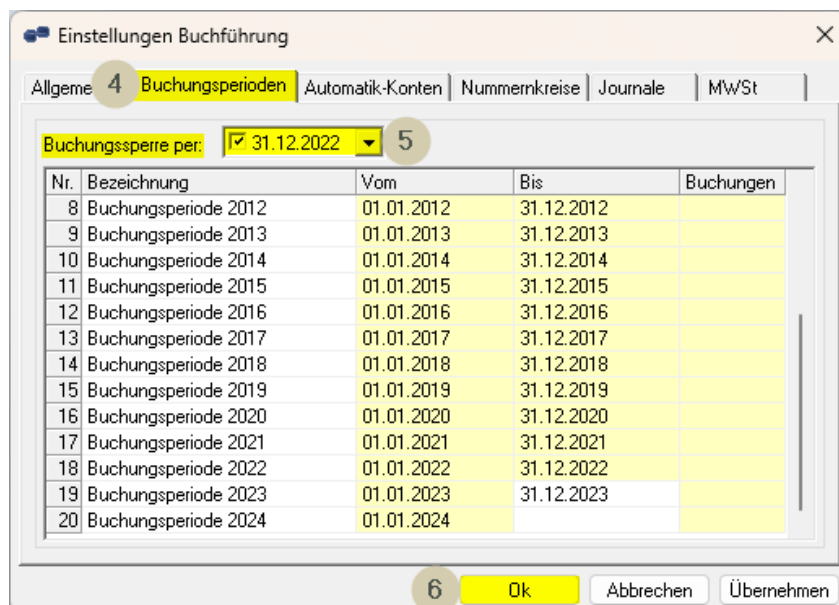 Einstellungen Buchführung
Allgeme 4 Buchungsperioden Automatik-Konten Nummernkreise Journale MWSt
Buchungssperre per: 31.12.2022 5
Nr. Bezeichnung Vom Bis Buchungen
8 Buchungsperiode 2012 01.01.2012 31.12.2012
9 Buchungsperiode 2013 01.01.2013 31.12.2013
10 Buchungsperiode 2014 01.01.2014 31.12.2014
11 Buchungsperiode 2015 01.01.2015 31.12.2015
12 Buchungsperiode 2016 01.01.2016 31.12.2016
13 Buchungsperiode 2017 01.01.2017 31.12.2017
14 Buchungsperiode 2018 01.01.2018 31.12.2018
15 Buchungsperiode 2019 01.01.2019 31.12.2019
16 Buchungsperiode 2020 01.01.2020 31.12.2020
17 Buchungsperiode 2021 01.01.2021 31.12.2021
18 Buchungsperiode 2022 01.01.2022 31.12.2022
19 Buchungsperiode 2023 01.01.2023 31.12.2023
20 Buchungsperiode 2024 01.01.2024
6 Ok Abbrechen Übernehmen